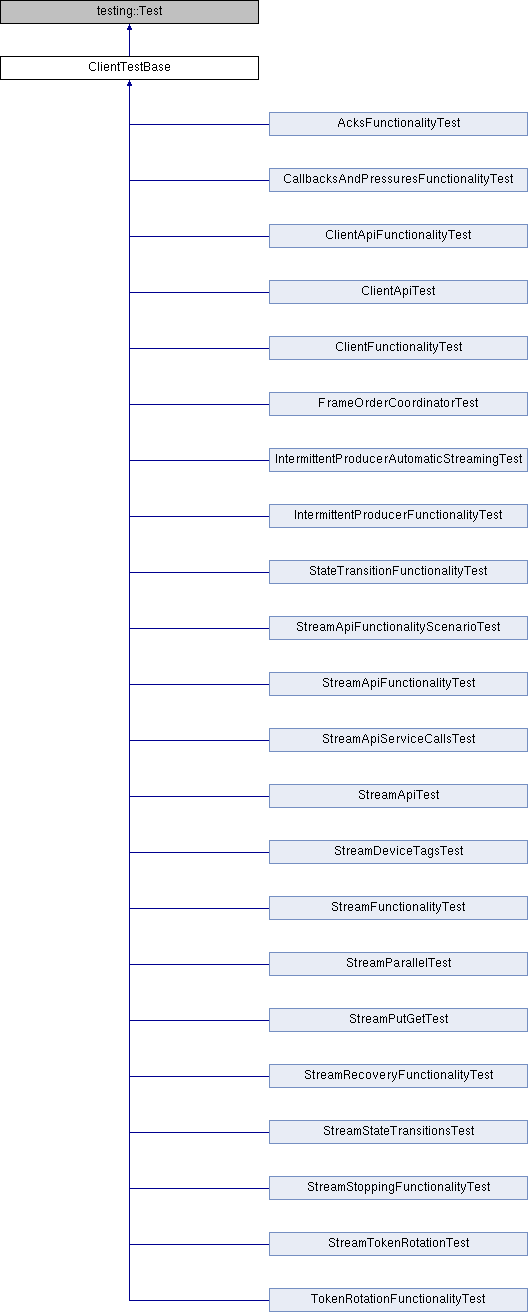 testing::Test
ClientTestBase
AcksFunctionalityTest
CallbacksAndPressuresFunctionalityTest
ClientApiFunctionalityTest
ClientApiTest
ClientFunctionalityTest
FrameOrderCoordinatorTest
IntermittentProducerAutomaticStreamingTest
IntermittentProducerFunctionalityTest
StateTransitionFunctionalityTest
StreamApiFunctionalityScenarioTest
StreamApiFunctionalityTest
StreamApiServiceCallsTest
StreamApiTest
StreamDeviceTagsTest
StreamFunctionalityTest
StreamParallelTest
StreamPutGetTest
StreamRecoveryFunctionalityTest
StreamStateTransitionsTest
StreamStoppingFunctionalityTest
StreamTokenRotationTest
TokenRotationFunctionalityTest